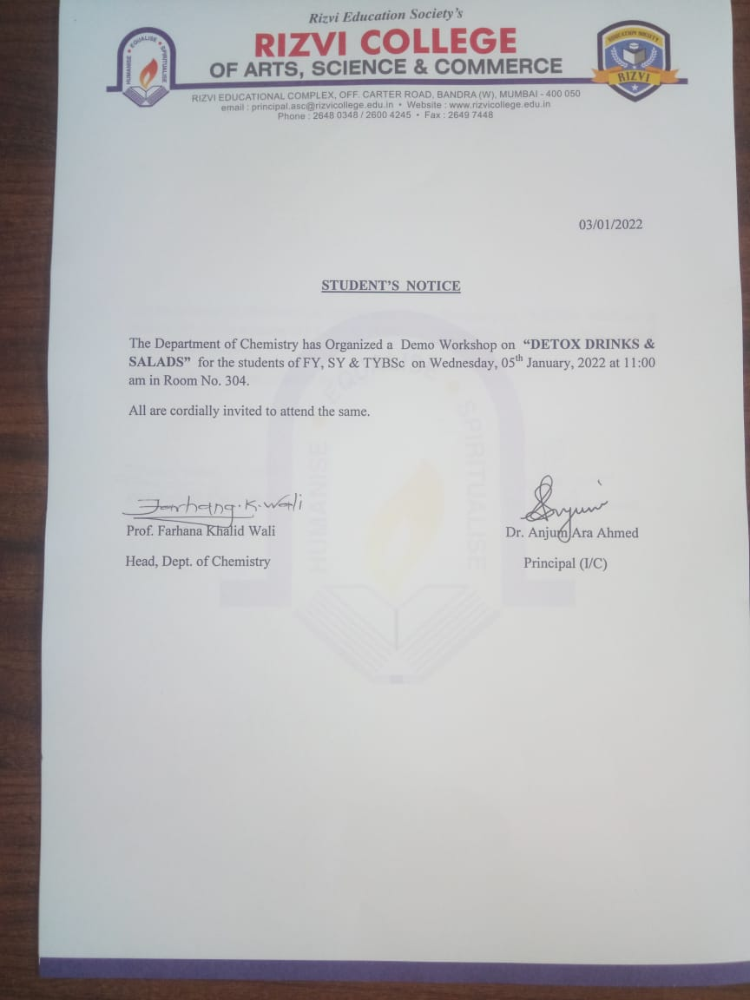 Rizvi Education Society's
RIZVI COLLEGE
OF ARTS, SCIENCE & COMMERCE
RIZVI EDUCATIONAL COMPLEX, OFF. CARTER ROAD, BANDRA (W), MUMBAI - 400 050
email : principal.asc@rizvicollege.edu.in • Website : www.rizvicollege.edu.in
Phone : 2648 0348 / 2600 4245 • Fax : 2649 7448
HUMANISE • EQUALISE • SPIRITUALISE
EDUCATION SOCIETY
RIZVI
03/01/2022
STUDENT'S NOTICE
The Department of Chemistry has Organized a Demo Workshop on “DETOX DRINKS &
SALADS” for the students of FY, SY & TYBSc on Wednesday, 05th January, 2022 at 11:00
am in Room No. 304.
All are cordially invited to attend the same.
HUMANISE • EQUALISE • SPIRITUALISE
Farhana.K.Wali
Prof. Farhana Khalid Wali
Head, Dept. of Chemistry
Dr. Anjum Ara Ahmed
Principal (I/C)